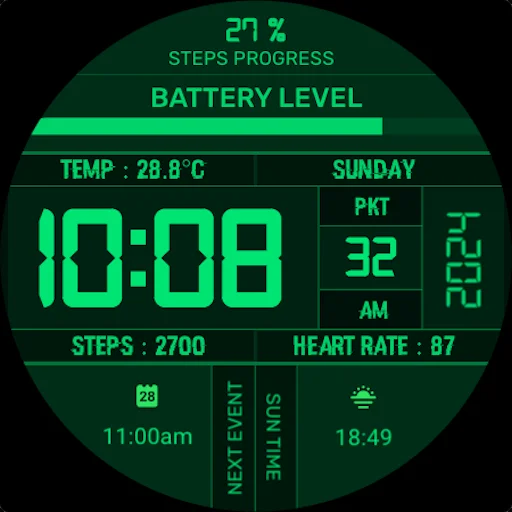 27 %
STEPS PROGRESS
BATTERY LEVEL
TEMP : 28.8°C
SUNDAY
10:08
PKT
32
AM
2024
STEPS : 2700
HEART RATE : 87
28
11:00am
NEXT EVENT
SUN TIME
18:49